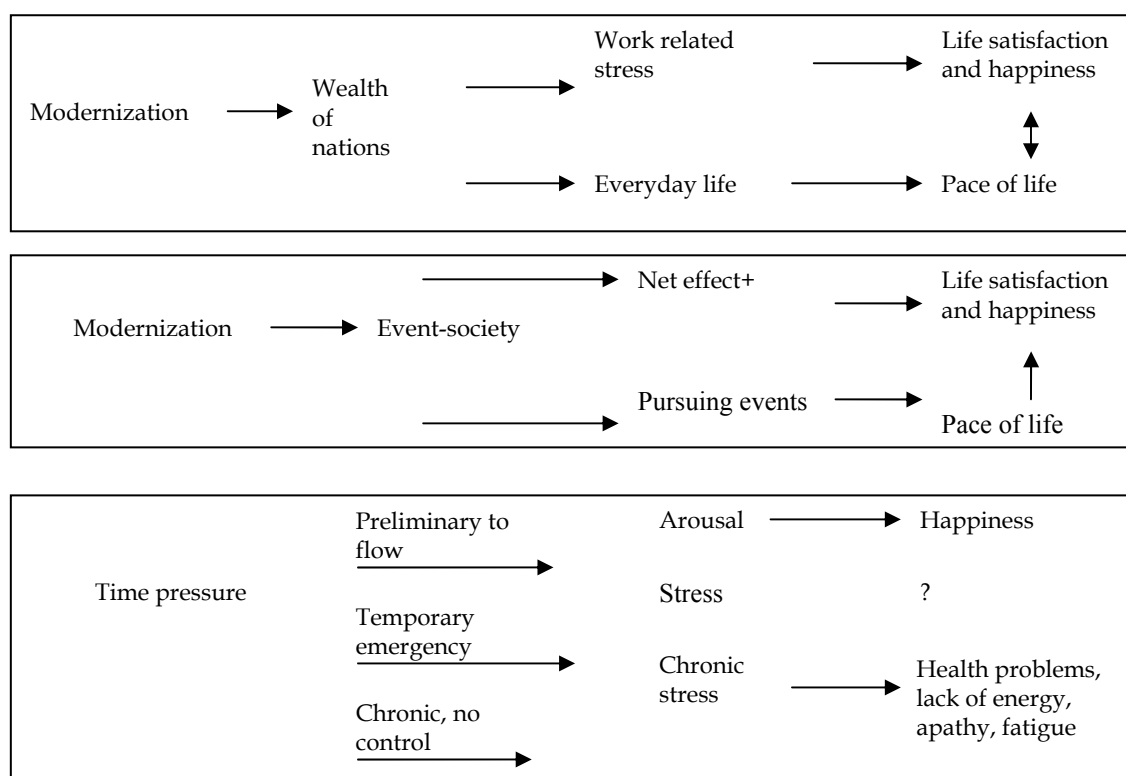 Work related
stress
Life satisfaction
and happiness
Modernization
Wealth
of
nations
Everyday life
Pace of life
Net effect+
Life satisfaction
and happiness
Modernization
Event-society
Pursuing events
Pace of life
Preliminary to
flow
Arousal
Happiness
Time pressure
Stress
?
Temporary
emergency
Chronic
stress
Health problems,
lack of energy,
apathy, fatigue
Chronic, no
control